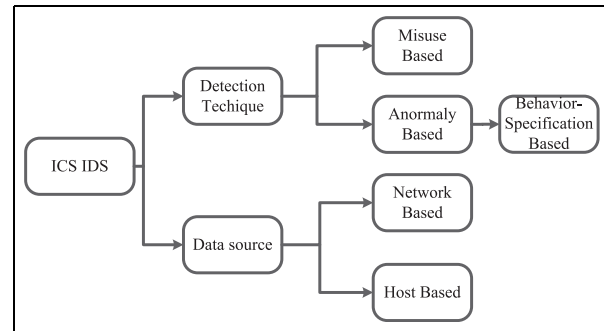 ICS IDS
Detection
Techique
Data source
Misuse
Based
Anormaly
Based
Behavior-
Specification
Based
Network
Based
Host Based